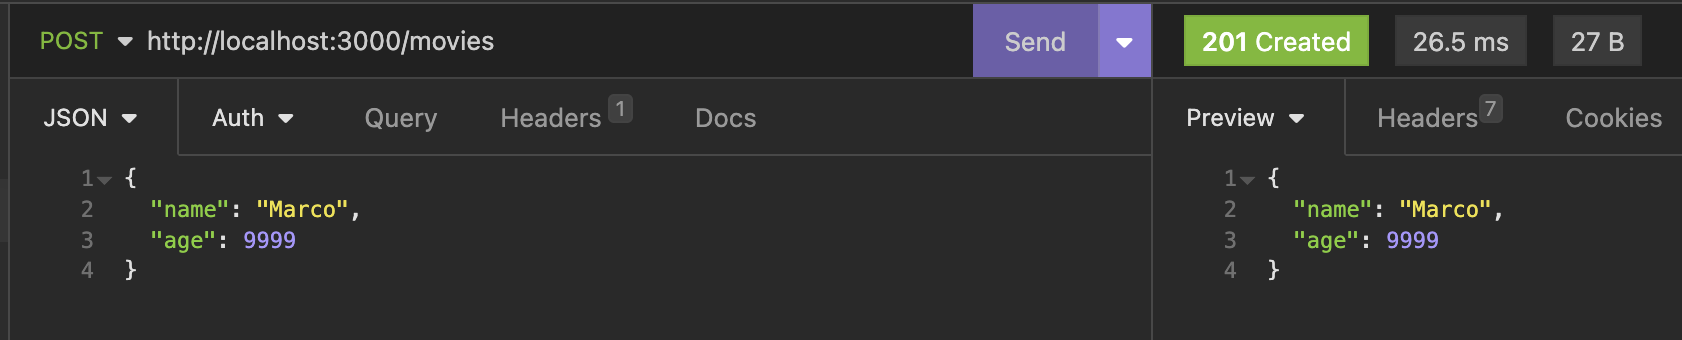 POST http://localhost:3000/movies Send 201 Created 26.5 ms 27 B
JSON Auth Query Headers 1 Docs Preview Headers 7 Cookies
1 {
2 "name": "Marco",
3 "age": 9999
4 }
1 {
2 "name": "Marco",
3 "age": 9999
4 }